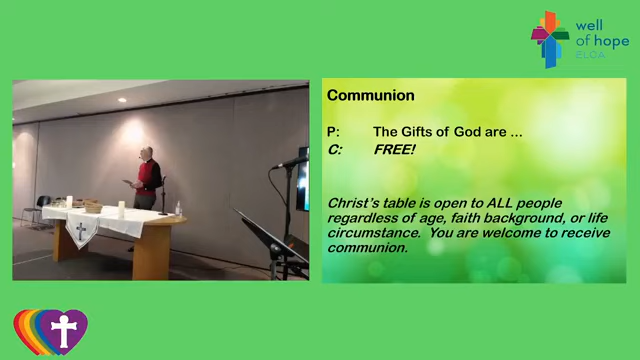 well
of hope
ELCA
Communion
P: The Gifts of God are ...
C: FREE!
Christ's table is open to ALL people
regardless of age, faith background, or life
circumstance. You are welcome to receive
communion.